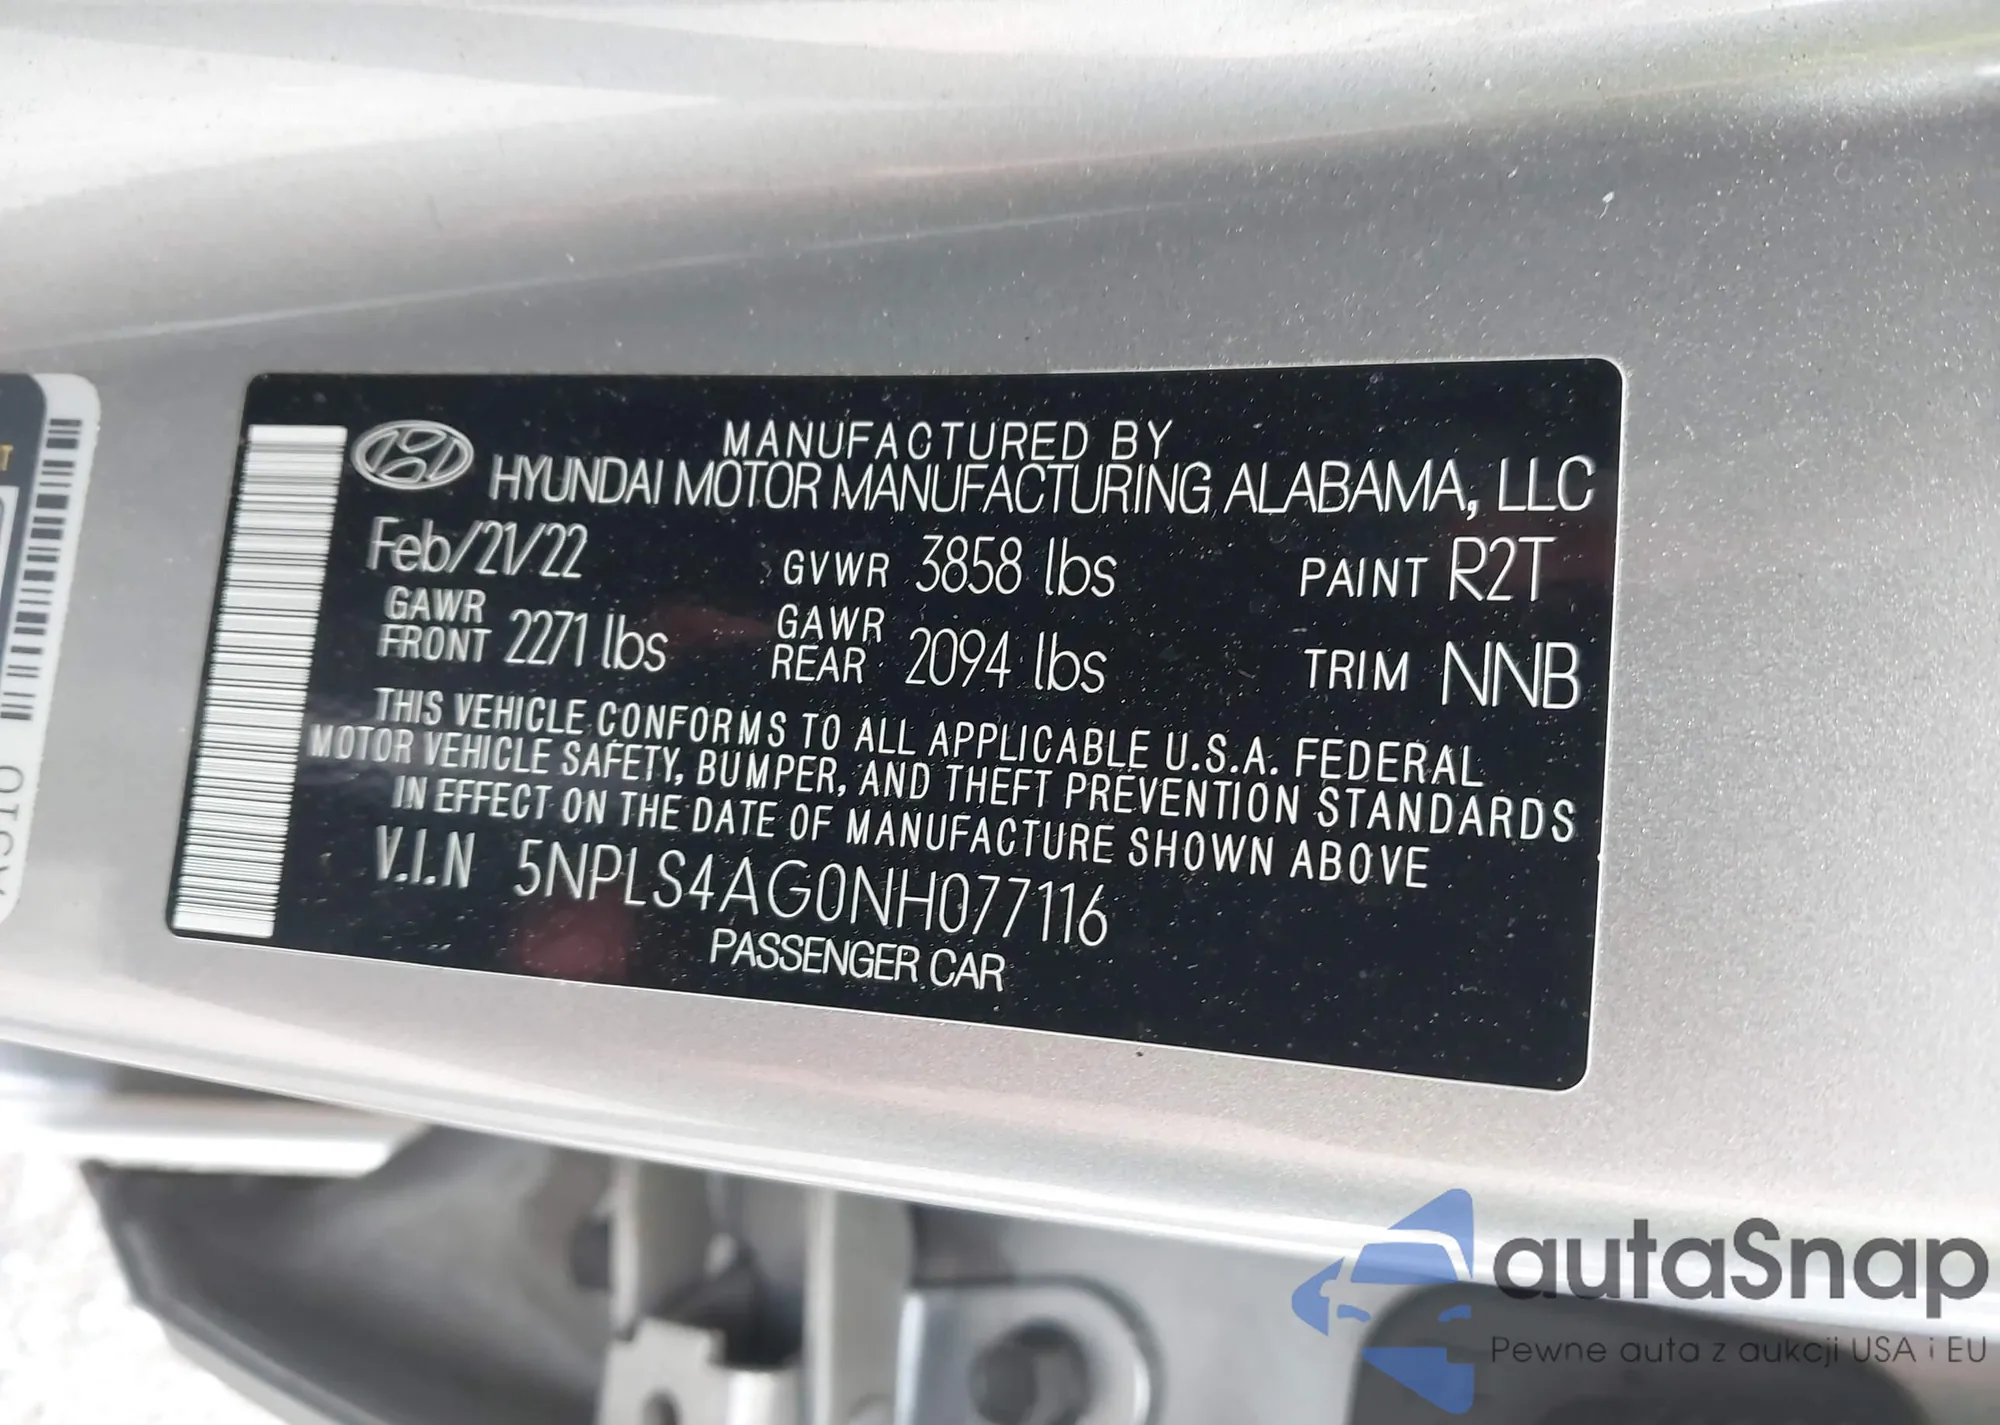 MANUFACTURED BY
HYUNDAI MOTOR MANUFACTURING ALABAMA, LLC
Feb/21/22 GVWR 3858 lbs PAINT R2T
GAWR FRONT 2271 lbs GAWR REAR 2094 lbs TRIM NNB
THIS VEHICLE CONFORMS TO ALL APPLICABLE U.S.A. FEDERAL
MOTOR VEHICLE SAFETY, BUMPER, AND THEFT PREVENTION STANDARDS
IN EFFECT ON THE DATE OF MANUFACTURE SHOWN ABOVE
V.I.N 5NPLS4AG0NH077116
PASSENGER CAR
autaSnap
Pewne auta z aukcji USA i EU